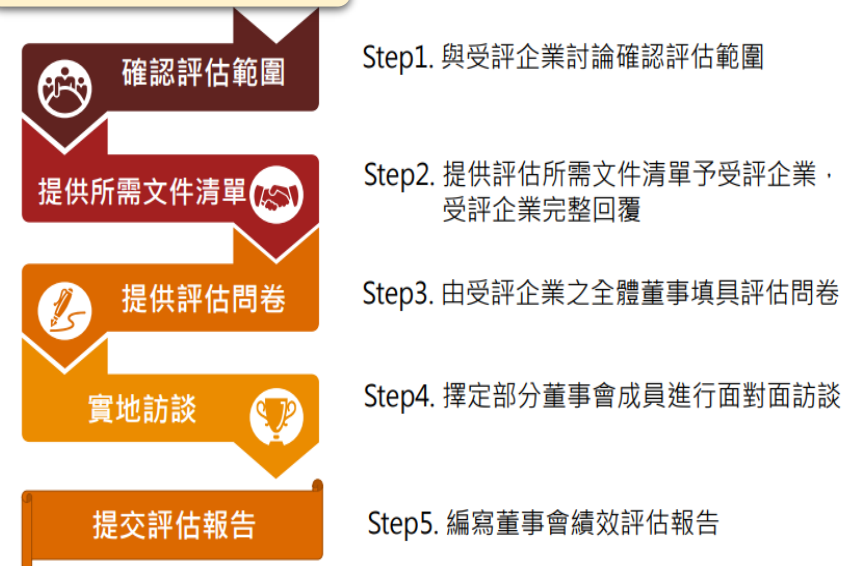 確認評估範圍
Step1. 與受評企業討論確認評估範圍
提供所需文件清單
Step2. 提供評估所需文件清單予受評企業，
受評企業完整回覆
提供評估問卷
Step3. 由受評企業之全體董事填具評估問卷
實地訪談
Step4. 擇定部分董事會成員進行面對面訪談
提交評估報告
Step5. 編寫董事會績效評估報告